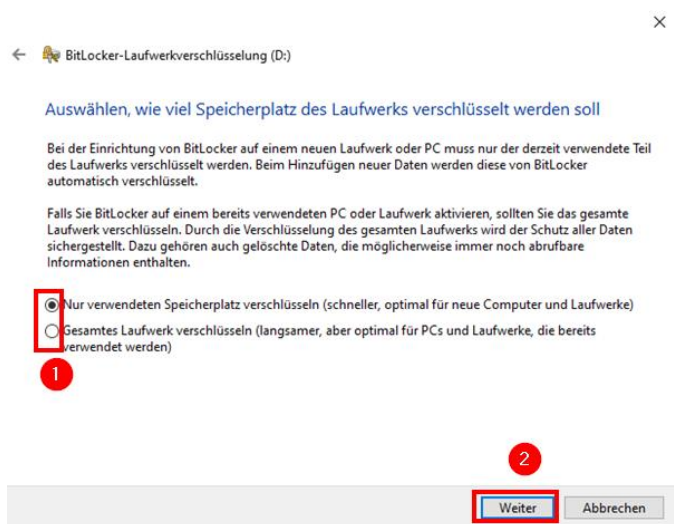 BitLocker-Laufwerkverschlüsselung (D:)
Auswählen, wie viel Speicherplatz des Laufwerks verschlüsselt werden soll
Bei der Einrichtung von BitLocker auf einem neuen Laufwerk oder PC muss nur der derzeit verwendete Teil
des Laufwerks verschlüsselt werden. Beim Hinzufügen neuer Daten werden diese von BitLocker
automatisch verschlüsselt.
Falls Sie BitLocker auf einem bereits verwendeten PC oder Laufwerk aktivieren, sollten Sie das gesamte
Laufwerk verschlüsseln. Durch die Verschlüsselung des gesamten Laufwerks wird der Schutz aller Daten
sichergestellt. Dazu gehören auch gelöschte Daten, die möglicherweise immer noch abrufbare
Informationen enthalten.
Nur verwendeten Speicherplatz verschlüsseln (schneller, optimal für neue Computer und Laufwerke)
Gesamtes Laufwerk verschlüsseln (langsamer, aber optimal für PCs und Laufwerke, die bereits
verwendet werden)
1
2
Weiter Abbrechen